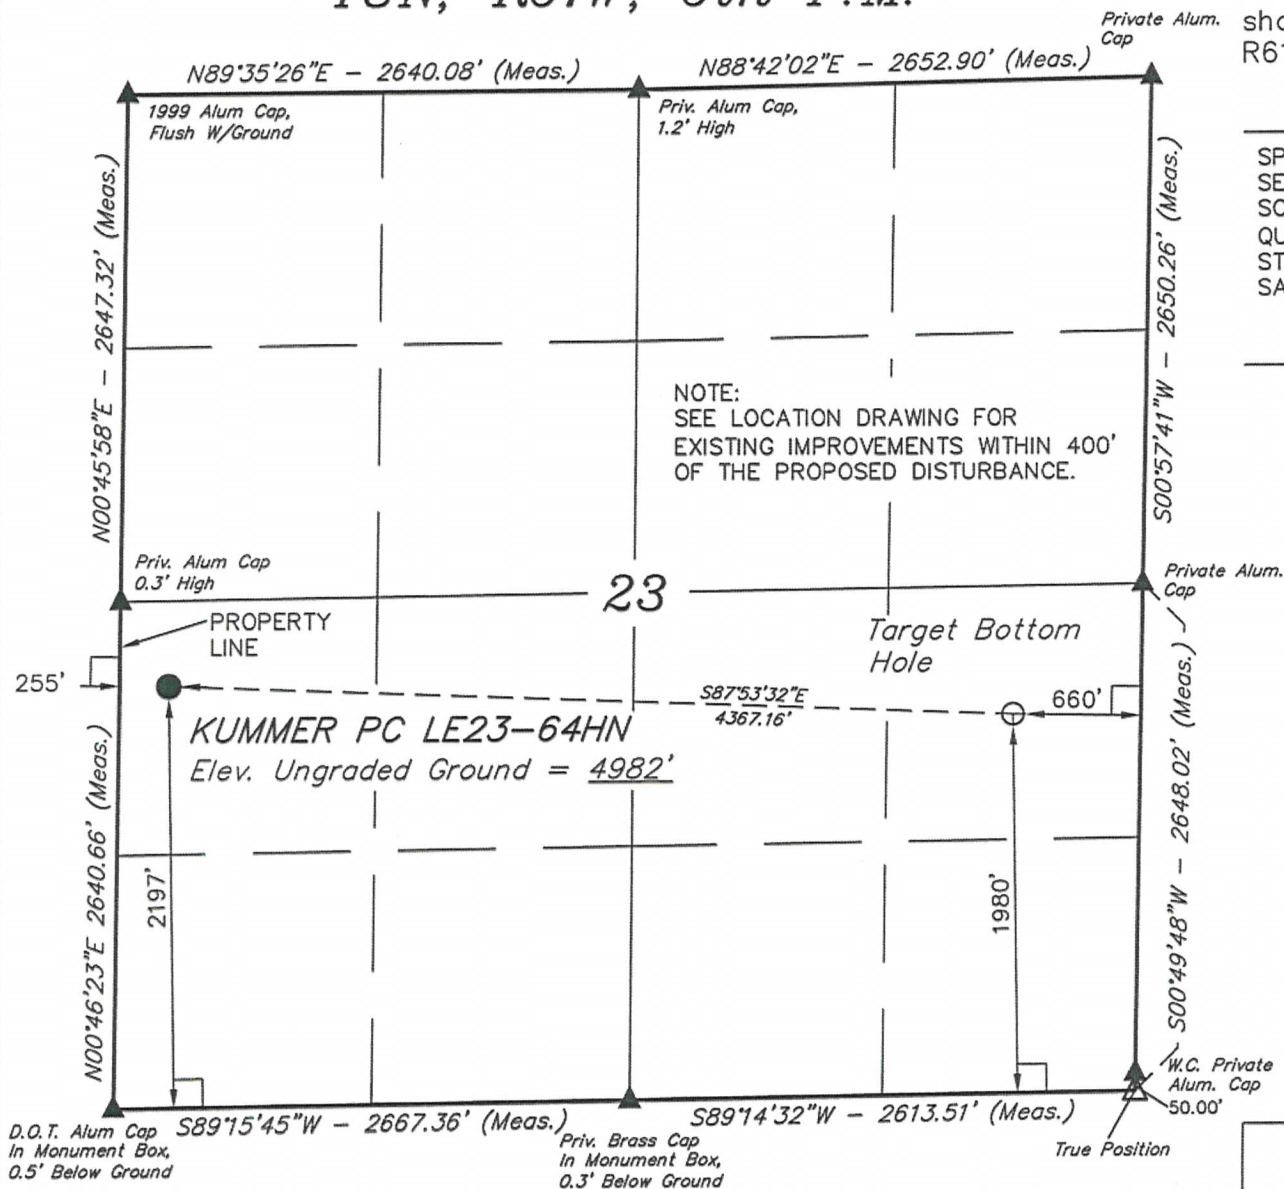 Private Alum.
Cap
N89°35'26"E – 2640.08' (Meas.)
N88°42'02"E – 2652.90' (Meas.)
1999 Alum Cap,
Flush W/Ground
Priv. Alum Cap,
1.2' High
N00°45'58"E – 2647.32' (Meas.)
S00°57'41"W – 2650.26' (Meas.)
NOTE:
SEE LOCATION DRAWING FOR
EXISTING IMPROVEMENTS WITHIN 400'
OF THE PROPOSED DISTURBANCE.
Priv. Alum Cap
0.3' High
23
Private Alum.
Cap
PROPERTY
LINE
Target Bottom
Hole
255'
S87°53'32"E
4367.16'
660'
KUMMER PC LE23–64HN
Elev. Ungraded Ground = 4982'
N00°46'23"E 2640.66' (Meas.)
2197'
1980'
S00°49'48"W – 2648.02' (Meas.)
W.C. Private
Alum. Cap
50.00'
True Position
D.O.T. Alum Cap
In Monument Box,
0.5' Below Ground
S89°15'45"W – 2667.36' (Meas.)
Priv. Brass Cap
In Monument Box,
0.3' Below Ground
S89°14'32"W – 2613.51' (Meas.)